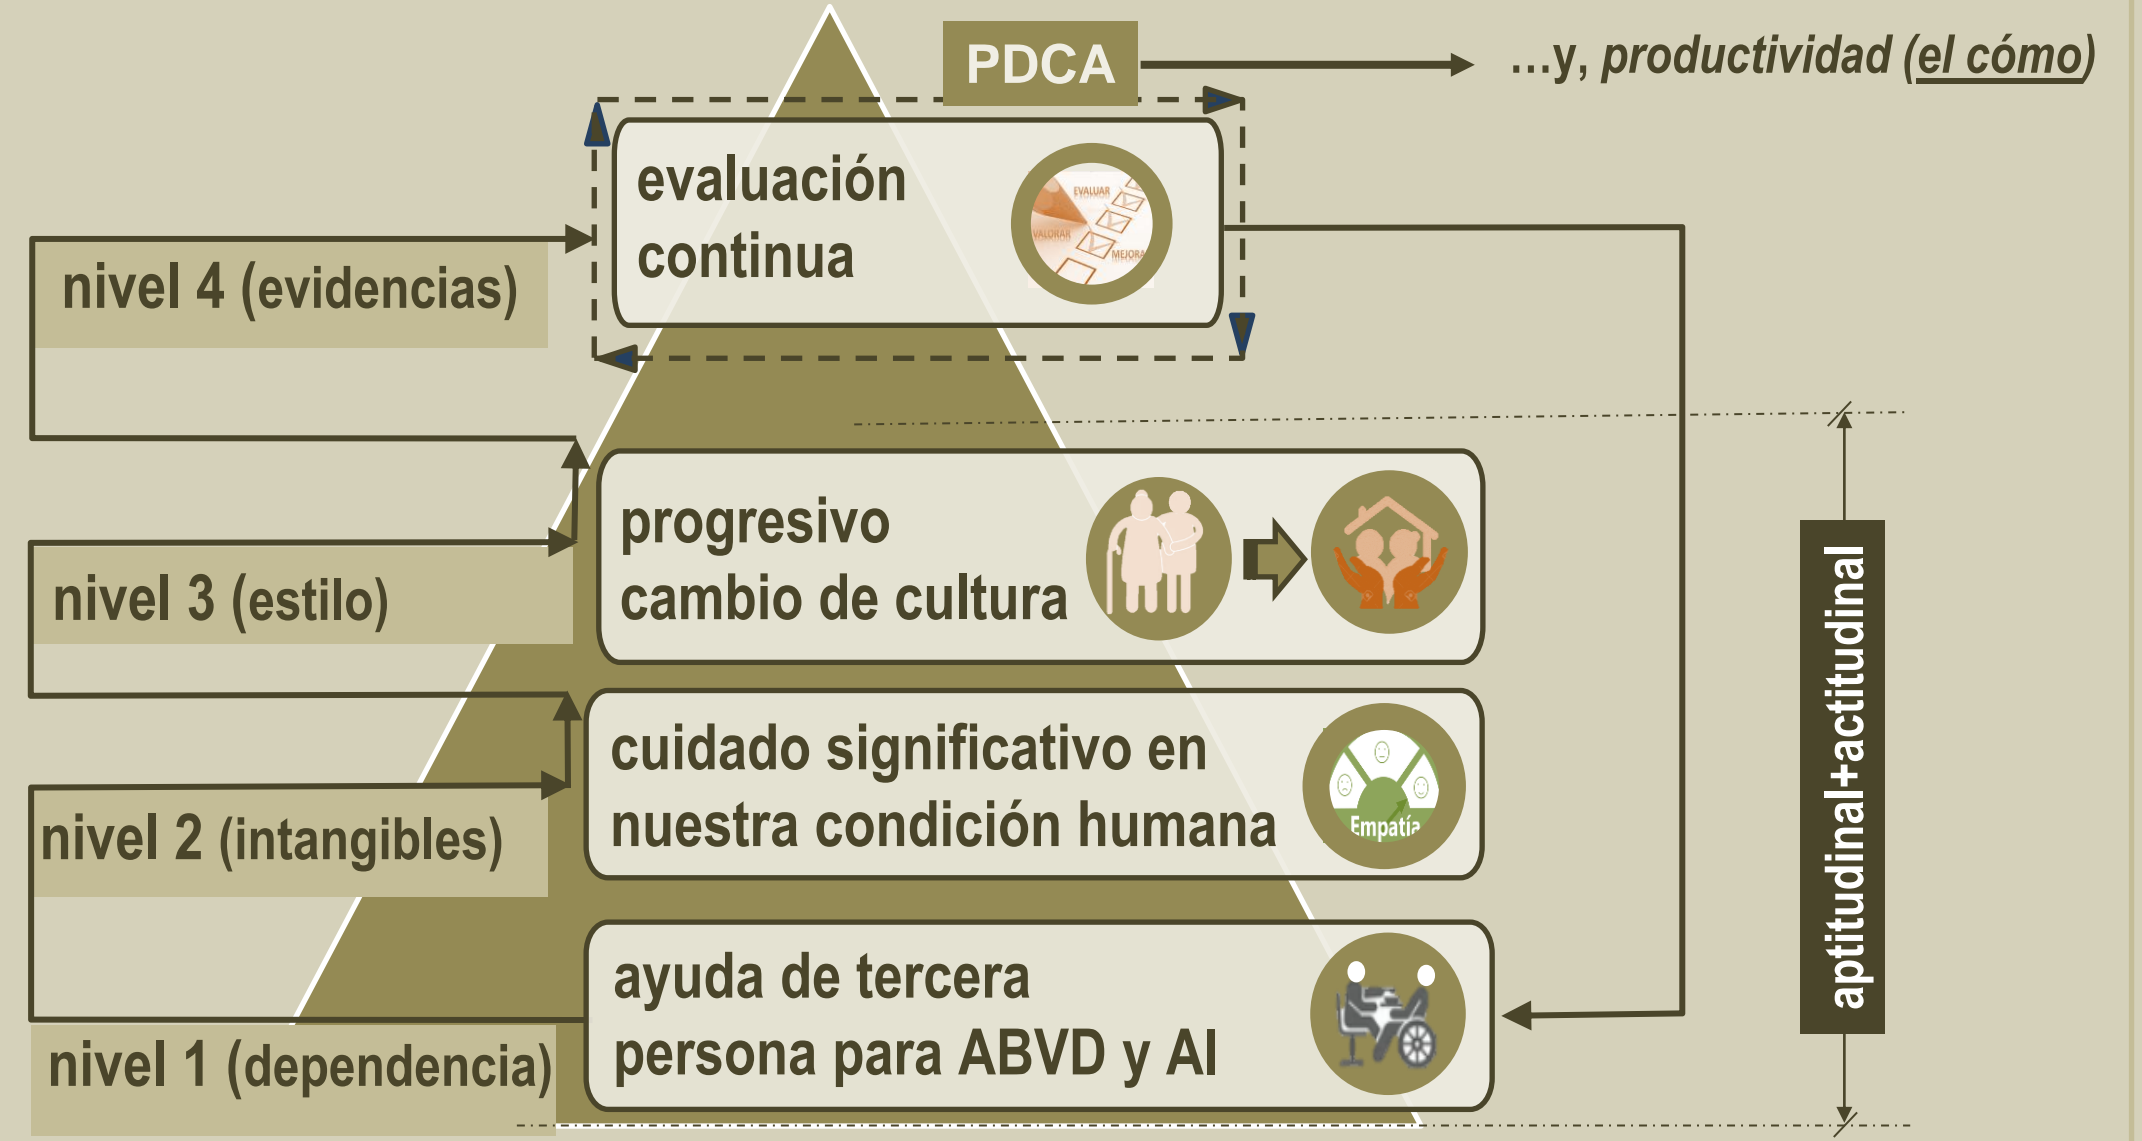 PDCA
…y, productividad (el cómo)
evaluación
continua
EVALUAR
VALORAR
MEJORA
nivel 4 (evidencias)
progresivo
cambio de cultura
nivel 3 (estilo)
cuidado significativo en
nuestra condición humana
Empatía
nivel 2 (intangibles)
ayuda de tercera
persona para ABVD y AI
nivel 1 (dependencia)
aptitudinal+actitudinal